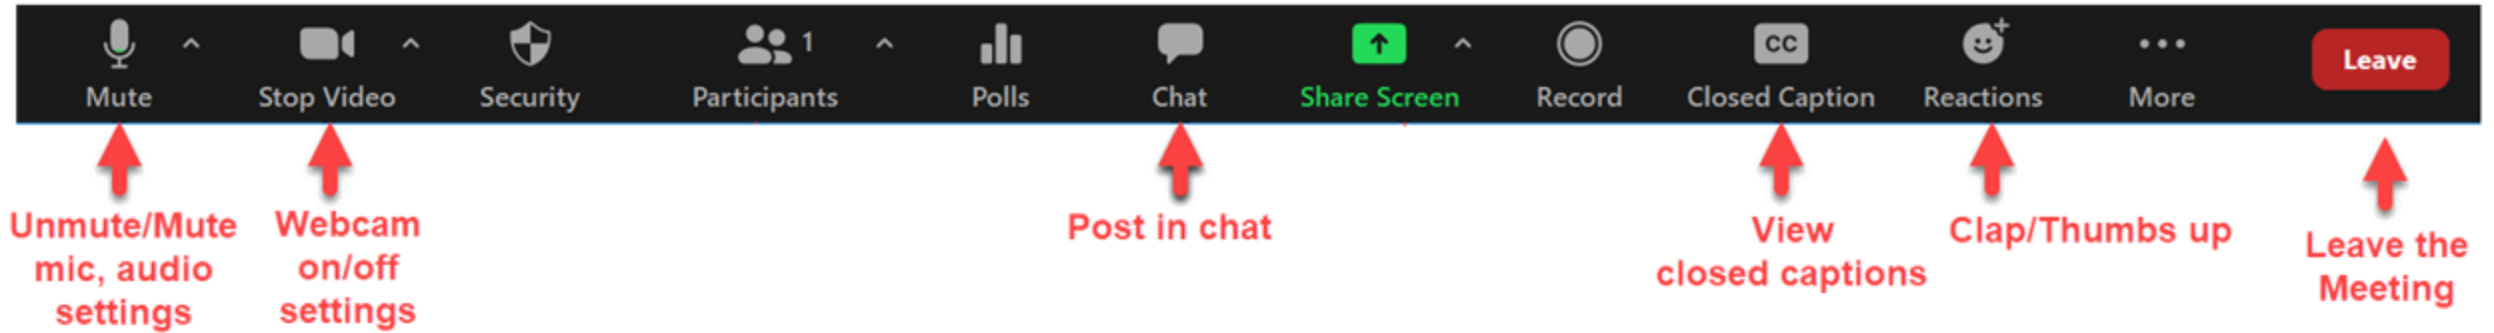 1
Mute
Stop Video
Security
Participants
Polls
Chat
Share Screen
Record
CC
Closed Caption
Reactions
More
Leave
Unmute/Mute
mic, audio
settings
Webcam
on/off
settings
Post in chat
View
closed captions
Clap/Thumbs up
Leave the
Meeting